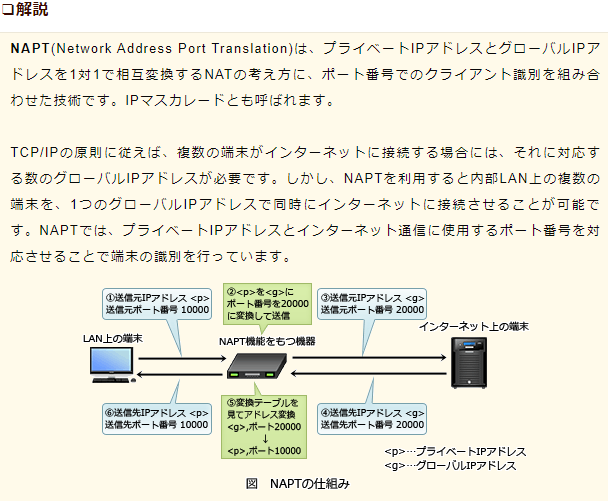 ❏解説
NAPT(Network Address Port Translation)は、プライベートIPアドレスとグローバルIPア
ドレスを1対1で相互変換するNATの考え方に、ポート番号でのクライアント識別を組み合
わせた技術です。IPマスカレードとも呼ばれます。
TCP/IPの原則に従えば、複数の端末がインターネットに接続する場合には、それに対応す
る数のグローバルIPアドレスが必要です。しかし、NAPTを利用すると内部LAN上の複数の
端末を、1つのグローバルIPアドレスで同時にインターネットに接続させることが可能で
す。NAPTでは、プライベートIPアドレスとインターネット通信に使用するポート番号を対
応させることで端末の識別を行っています。
①送信元IPアドレス <p>
送信元ポート番号 10000
②<p>を<g>に
ポート番号を20000
に変換して送信
③送信元IPアドレス <g>
送信元ポート番号 20000
LAN上の端末
NAPT機能をもつ機器
インターネット上の端末
⑥送信先IPアドレス <p>
送信先ポート番号 10000
⑤変換テーブルを
見てアドレス変換
<g>,ポート20000
↓
<p>,ポート10000
④送信先IPアドレス <g>
送信先ポート番号 20000
<p>…プライベートIPアドレス
<g>…グローバルIPアドレス
図 NAPTの仕組み